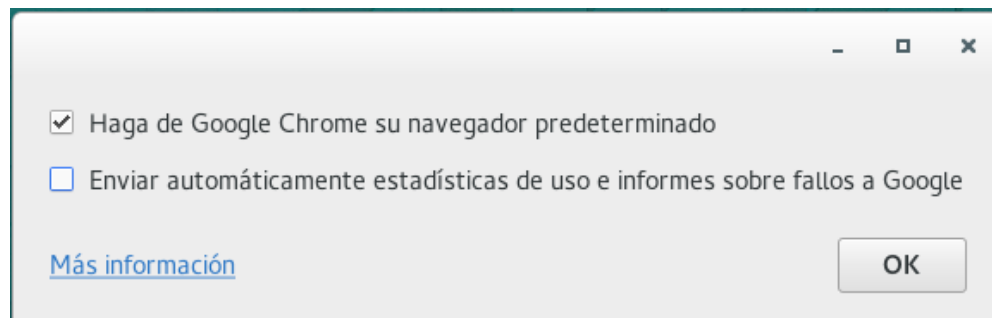 Haga de Google Chrome su navegador predeterminado
Enviar automáticamente estadísticas de uso e informes sobre fallos a Google
Más información
OK